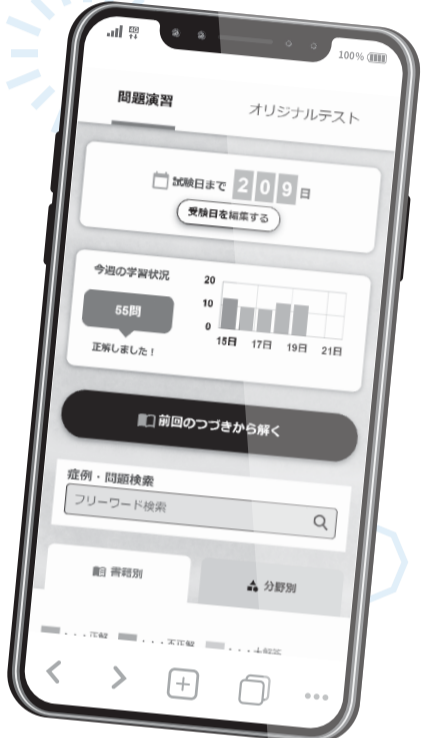 4G
100%
問題演習
オリジナルテスト
試験日まで 209日
受験日を編集する
今週の学習状況
55問
正解しました！
20
10
0
15日 17日 19日 21日
前回のつづきから解く
症例・問題検索
フリーワード検索
書籍別
分野別